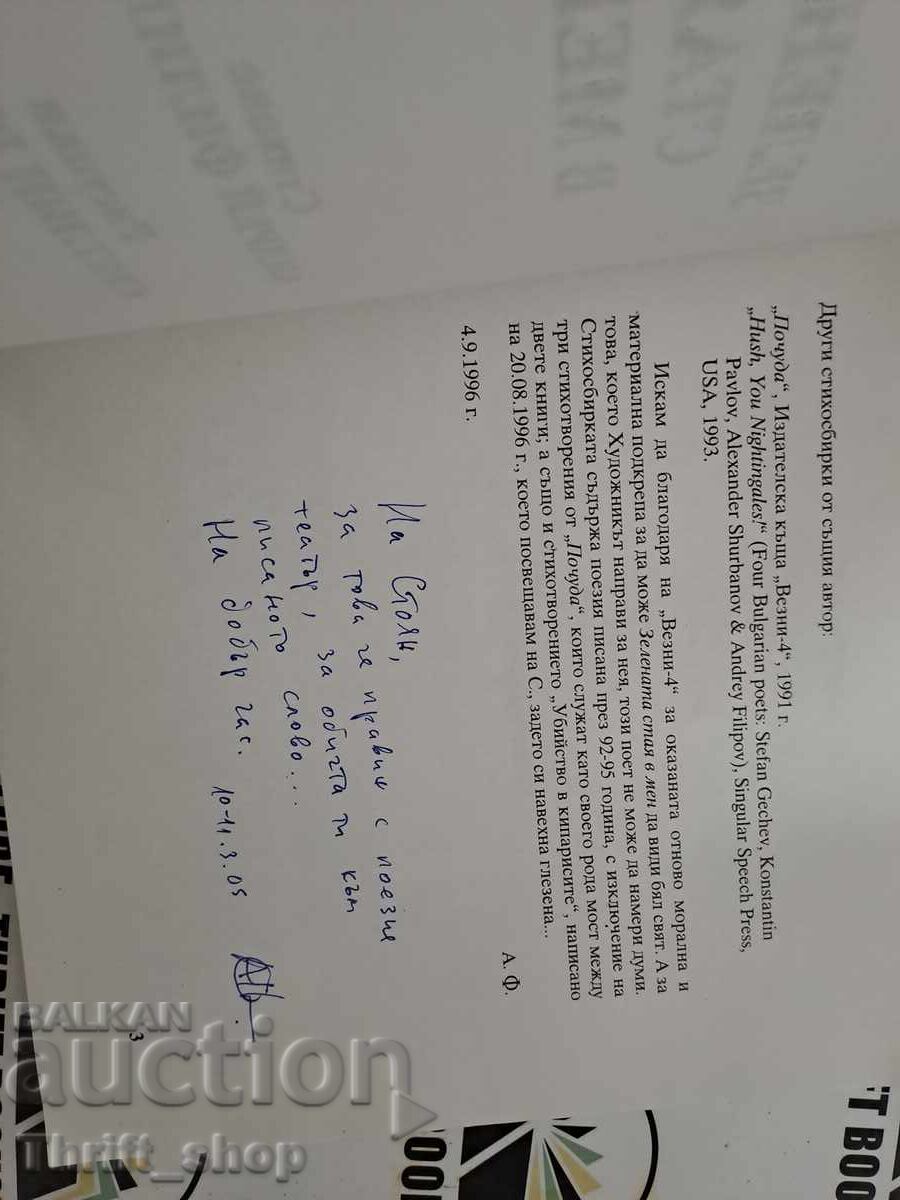 Други стихосбирки от същия автор:
„Почуда“, Издателска къща „Везни-4“, 1991 г.
„Hush, You Nightingales!“ (Four Bulgarian poets: Stefan Gechev, Konstantin
Pavlov, Alexander Shurbanov & Andrey Filipov), Singular Speech Press,
USA, 1993.
Искам да благодаря на „Везни-4“ за оказаната отново морална и
материална подкрепа за да може Зелената стая в мен да види бял свят. А за
това, което Художникът направи за нея, този поет не може да намери думи.
Стихосбирката съдържа поезия писана през 92-95 година, с изключение на
три стихотворения от „Почуда“, които служат като своего рода мост между
двете книги; а също и стихотворението „Убийство в кипарисите“, написано
на 20.08.1996 г., което посвещавам на С., задето си навехна глезена...
А. Ф.
4.9.1996 г.
На Стоян,
за това че правиш с поезия
театър, за обичта ти към
писаното слово...
На добър час. 10-11.3.05
3
BALKAN
auction
Thrift_shop
T BOO
OOI